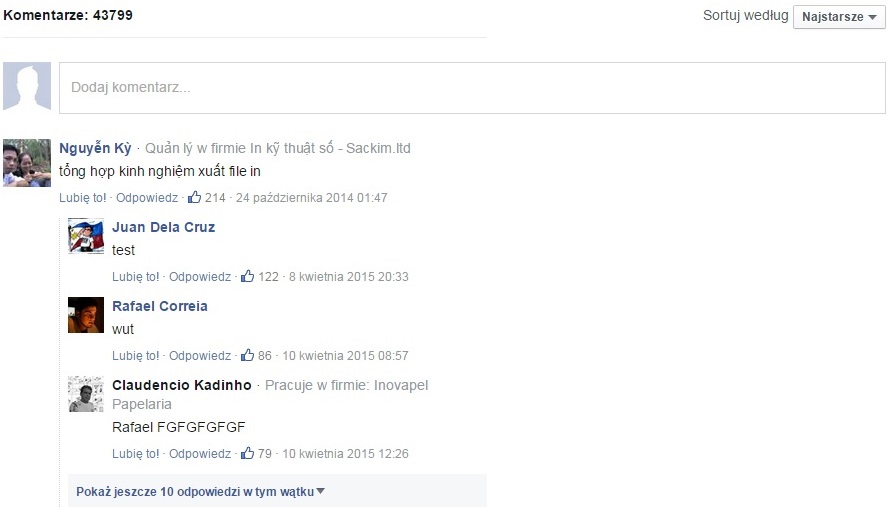 Komentarze: 43799
Sortuj według Najstarsze
Dodaj komentarz...
Nguyễn Kỳ · Quản lý w firmie In kỹ thuật số - Sackim.ltd
tổng hợp kinh nghiệm xuất file in
Lubię to! · Odpowiedz · 214 · 24 października 2014 01:47
Juan Dela Cruz
test
Lubię to! · Odpowiedz · 122 · 8 kwietnia 2015 20:33
Rafael Correia
wut
Lubię to! · Odpowiedz · 86 · 10 kwietnia 2015 08:57
Claudencio Kadinho · Pracuje w firmie: Inovapel
Papelaria
Rafael FGFGFGFGF
Lubię to! · Odpowiedz · 79 · 10 kwietnia 2015 12:26
Pokaż jeszcze 10 odpowiedzi w tym wątku